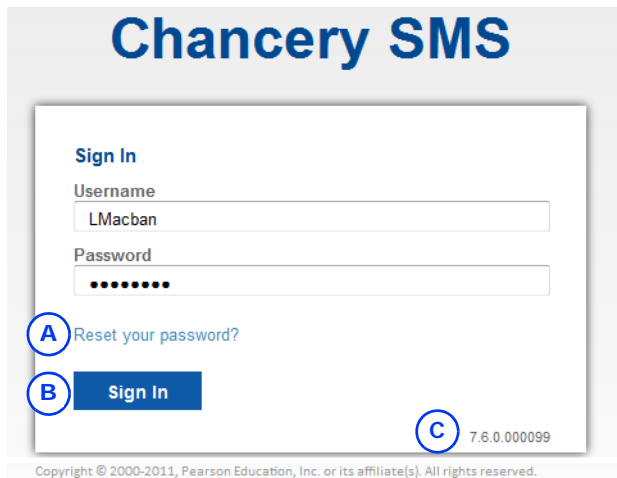 Chancery SMS
Sign In
Username
LMacban
Password
••••••••
A Reset your password?
B Sign In
C 7.6.0.000099
Copyright © 2000-2011, Pearson Education, Inc. or its affiliate(s). All rights reserved.